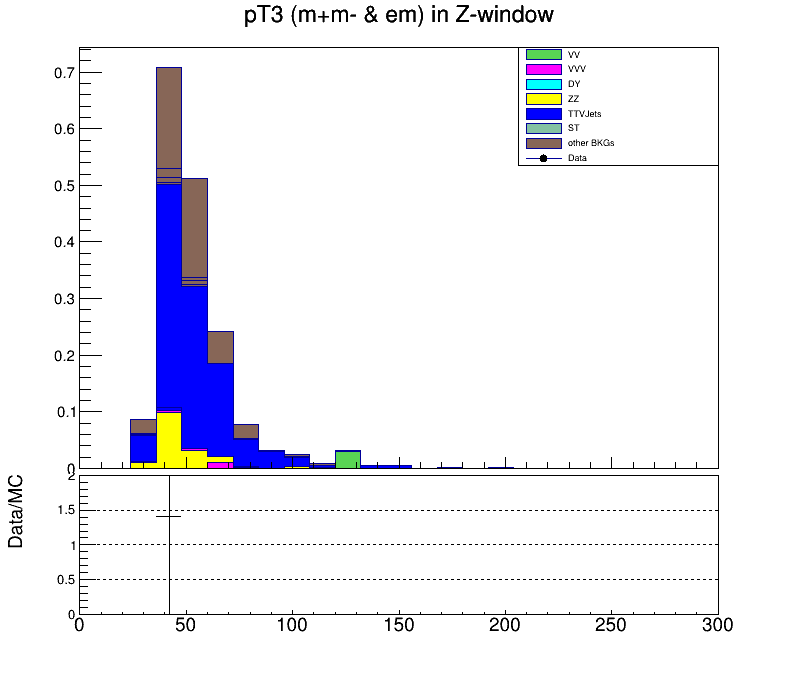 pT3 (m+m- & em) in Z-window
VV
VVV
DY
ZZ
TTVJets
ST
other BKGs
Data
0.7
0.6
0.5
0.4
0.3
0.2
0.1
0
Data/MC
2
1.5
1
0.5
0
0 50 100 150 200 250 300